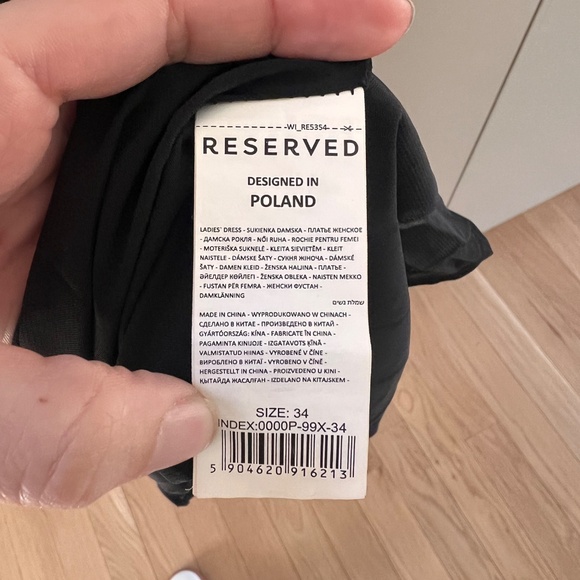 WI_RES354
RESERVED
DESIGNED IN
POLAND
LADIES' DRESS - SUKIENKA DAMSKA - ПЛАТЬЕ ЖЕНСКОЕ
- ДАМСКА РОКЛЯ - NŐI RUHA - ROCHIE PENTRU FEMEI
- MOTERIŠKA SUKNELĖ - KLEITA SIEVIETĒM - KLEIT
NAISTELE - DÁMSKE ŠATY - СУКНЯ ЖІНОЧА - DÁMSKÉ
ŠATY - DAMEN KLEID - ŽENSKA HALJINA - ПЛАТЬЕ -
ӘЙЕЛДЕР КӨЙЛЕГІ - ŽENSKA OBLEKA - NAISTEN MEKKO
- FUSTAN PËR FEMRA - ЖЕНСКИ ФУСТАН -
DAMKLÄNNING
שמלת נשים
MADE IN CHINA - WYPRODUKOWANO W CHINACH -
СДЕЛАНО В КИТАЕ - ПРОИЗВЕДЕНО В КИТАЙ -
GYÁRTÓORSZÁG: KÍNA - FABRICATE ÎN CHINA -
PAGAMINTA KINIJOJE - IZGATAVOTS ĶĪNĀ -
VALMISTATUD HIINAS - VYROBENÉ V ČÍNE -
ВИРОБЛЕНО В КИТАЇ - VYROBENO V ČÍNĚ -
HERGESTELLT IN CHINA - PROIZVEDENO U KINI -
ҚЫТАЙДА ЖАСАЛҒАН - IZDELANO NA KITAJSKEM -
SIZE: 34
INDEX:0000P-99X-34
5 904620 916213